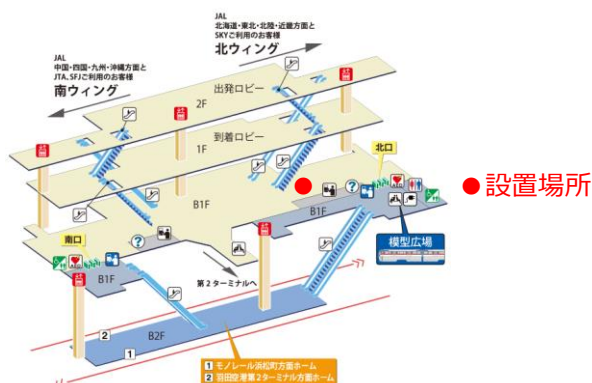 JAL
北海道・東北・北陸・近畿方面と
SKYご利用のお客様
北ウィング
JAL
中国・四国・九州・沖縄方面と
JTA、SFJご利用のお客様
南ウィング
出発ロビー
2F
到着ロビー
1F
北口
●設置場所
B1F
B1F
模型広場
南口
B1F
第2ターミナルへ
B2F
2
1
1 モノレール浜松町方面ホーム
2 羽田空港第2ターミナル方面ホーム